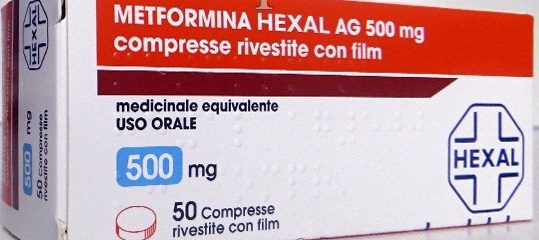 METFORMINA HEXAL AG 500 mg
compresse rivestite con film
medicinale equivalente
USO ORALE
500 mg
50 Compresse
rivestite con film
HEXAL
HEXAL
500 mg
50 Compresse
rivestite con film